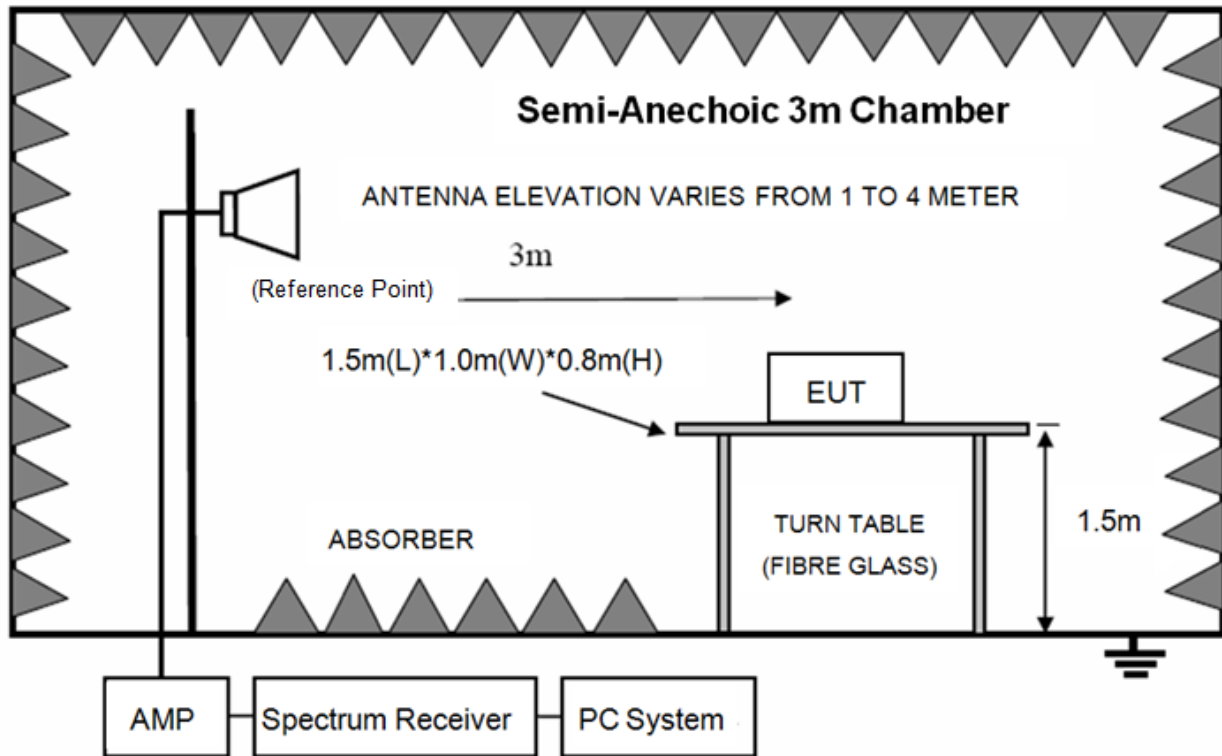 Semi-Anechoic 3m Chamber
ANTENNA ELEVATION VARIES FROM 1 TO 4 METER
3m
(Reference Point)
1.5m(L)*1.0m(W)*0.8m(H)
EUT
ABSORBER
TURN TABLE
(FIBRE GLASS)
1.5m
AMP
Spectrum Receiver
PC System